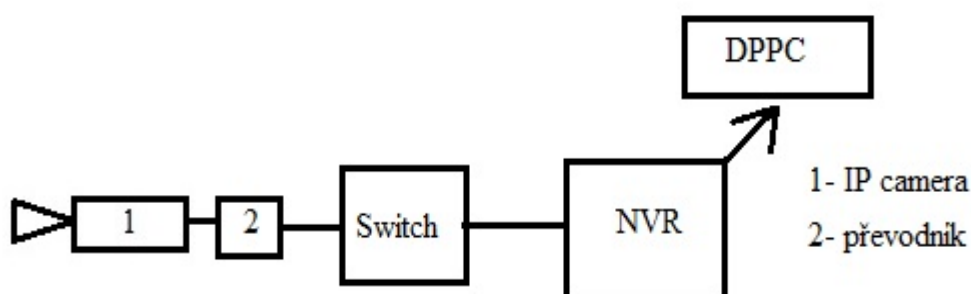 DPPC
1
2
Switch
NVR
1- IP camera
2- převodník